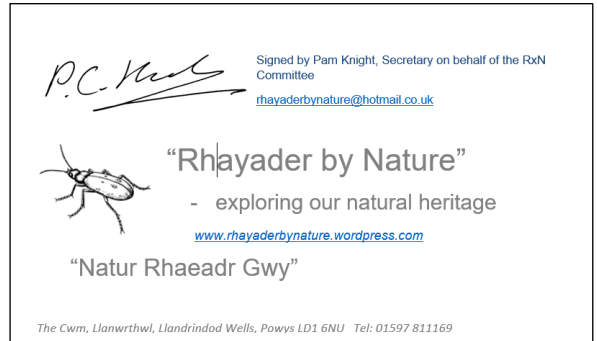 P.C. Signed by Pam Knight, Secretary on behalf of the RxN
Committee
rhayaderbynature@hotmail.co.uk
“Rhayader by Nature”
- exploring our natural heritage
www.rhayaderbynature.wordpress.com
“Natur Rhaeadr Gwy”
The Cwm, Llanwrthwl, Llandrindod Wells, Powys LD1 6NU Tel: 01597 811169